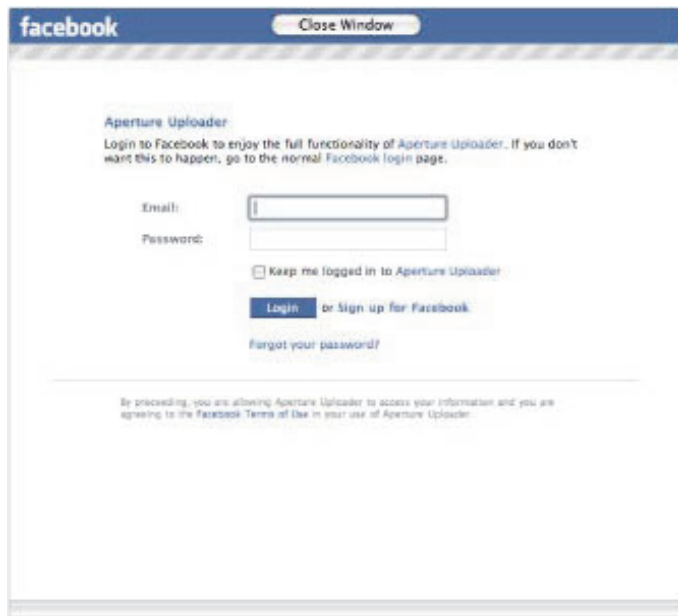 facebook
Close Window
Aperture Uploader
Login to Facebook to enjoy the full functionality of Aperture Uploader. If you don't
want this to happen, go to the normal Facebook login page.
Email:
Password:
Keep me logged in to Aperture Uploader
Login or Sign up for Facebook
Forgot your password?
By proceeding, you are allowing Aperture Uploader to access your information and you are
agreeing to the Facebook Terms of Use in your use of Aperture Uploader.